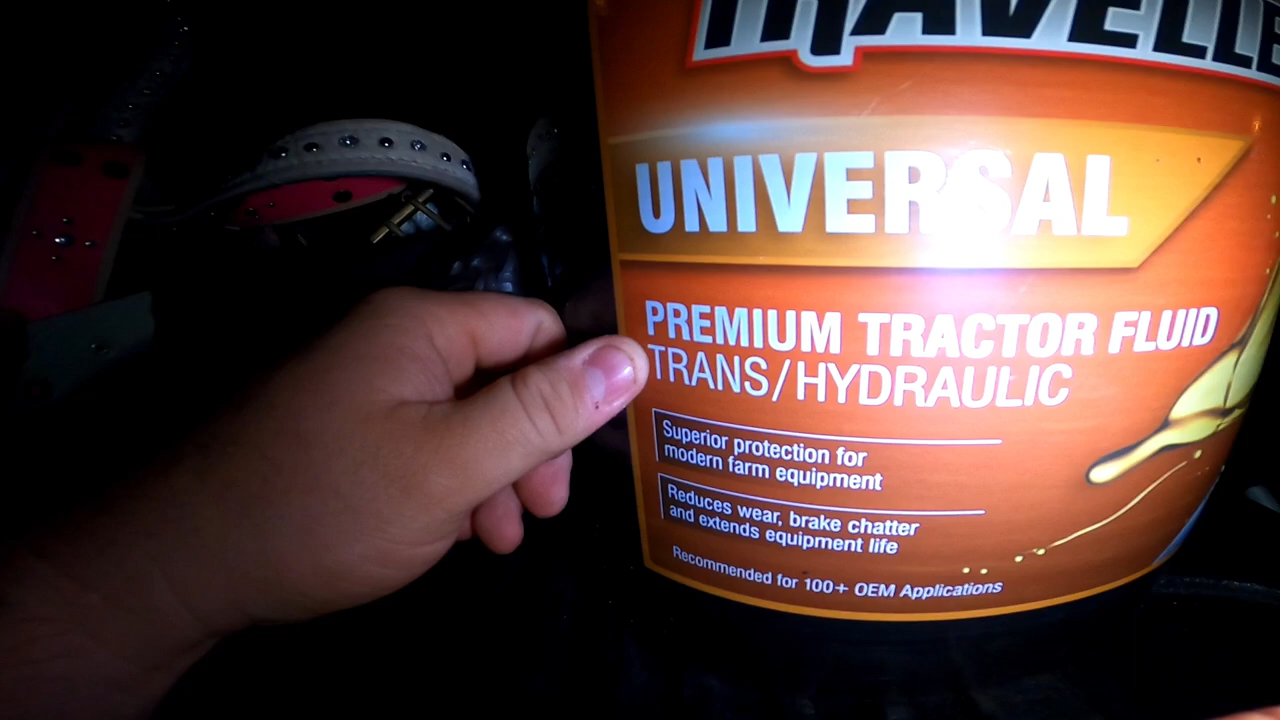 TRAVELLE
UNIVERSAL
PREMIUM TRACTOR FLUID
TRANS/HYDRAULIC
Superior protection for
modern farm equipment
Reduces wear, brake chatter
and extends equipment life
Recommended for 100+ OEM Applications